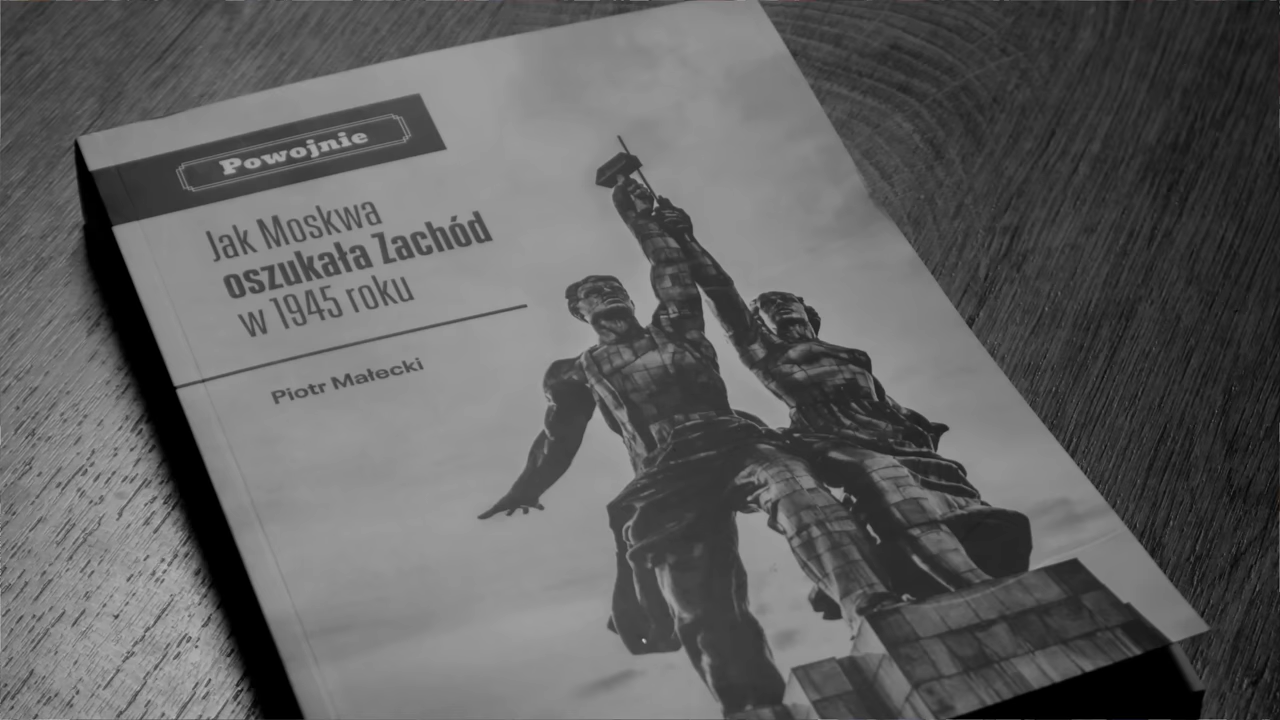 Powojnie
Jak Moskwa
oszukała Zachód
w 1945 roku
Piotr Małecki